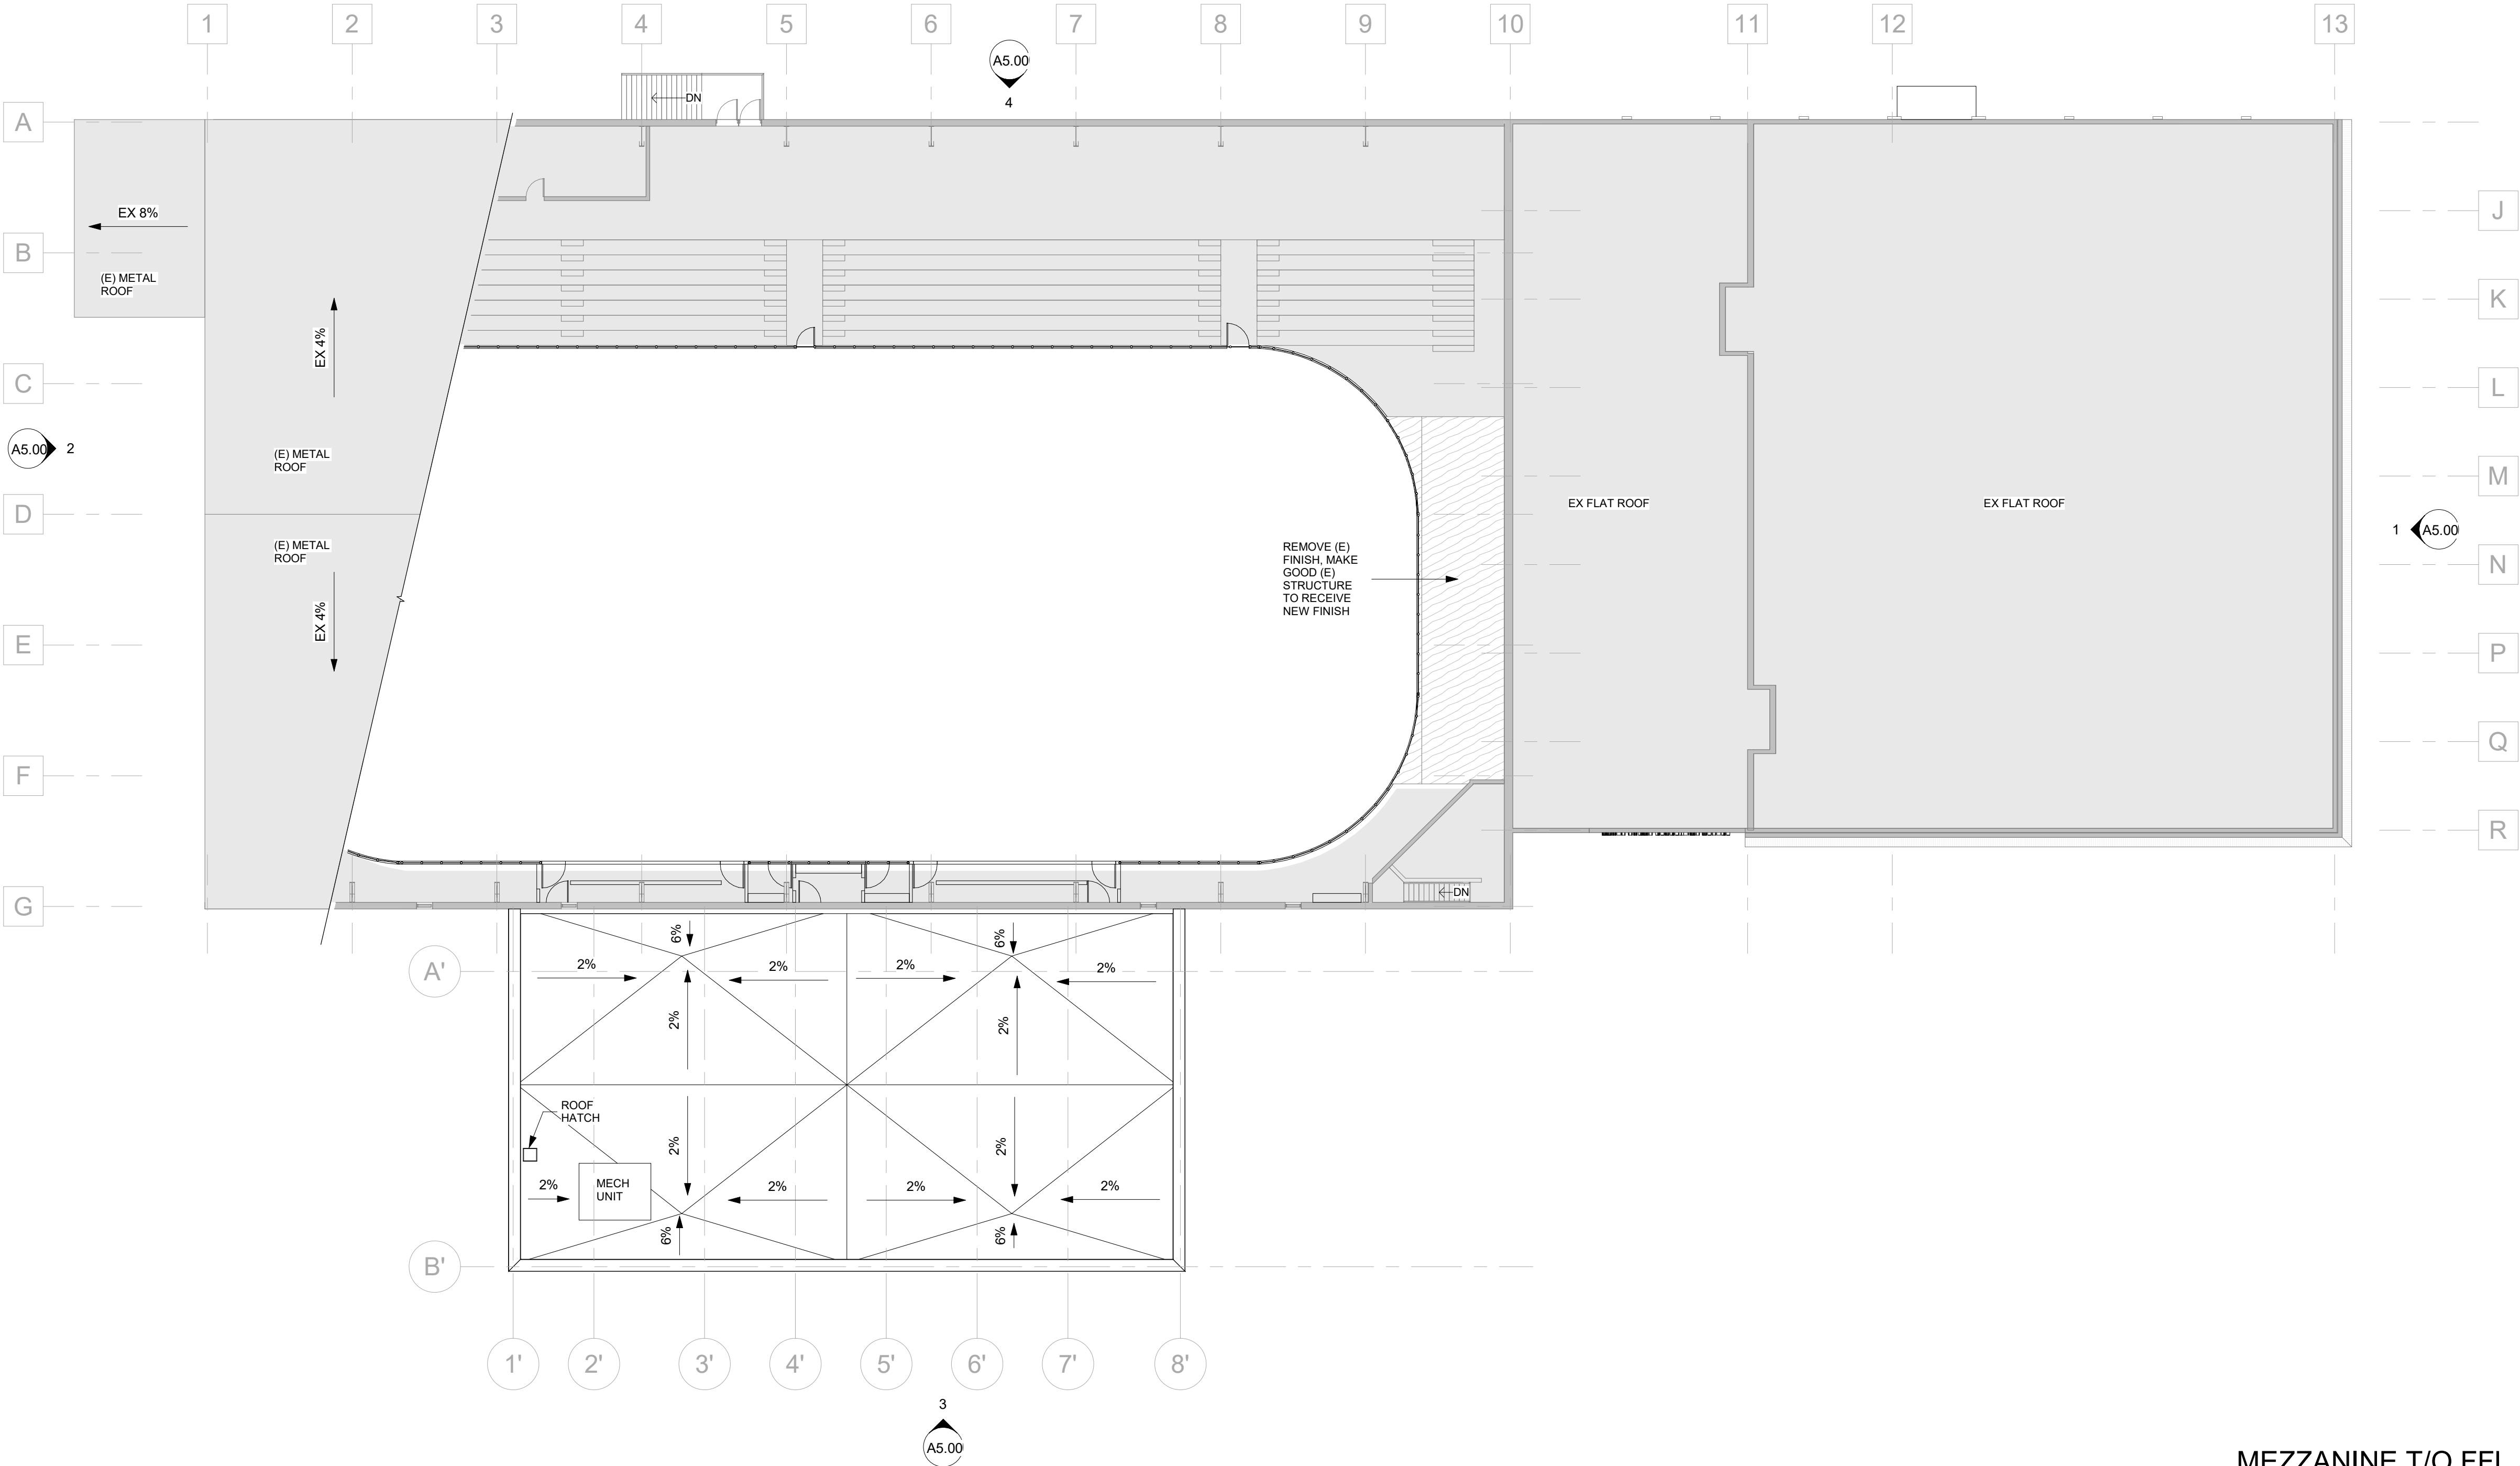 1 2 3 4 5 6 7 8 9 10 11 12 13
A5.00
4
DN
A
EX 8%
J
B
(E) METAL
ROOF
K
EX 4%
C
L
A5.00 2
(E) METAL
ROOF
M
D
EX FLAT ROOF
EX FLAT ROOF
1 A5.00
(E) METAL
ROOF
REMOVE (E)
FINISH, MAKE
GOOD (E)
STRUCTURE
TO RECEIVE
NEW FINISH
N
EX 4%
E
P
Q
F
R
DN
G
6%
6%
A'
2%
2%
2%
2%
2%
2%
ROOF
HATCH
2%
2%
MECH
UNIT
2%
2%
2%
2%
6%
6%
B'
1' 2' 3' 4' 5' 6' 7' 8'
3
A5.00
MEZZANINE T/O FFL